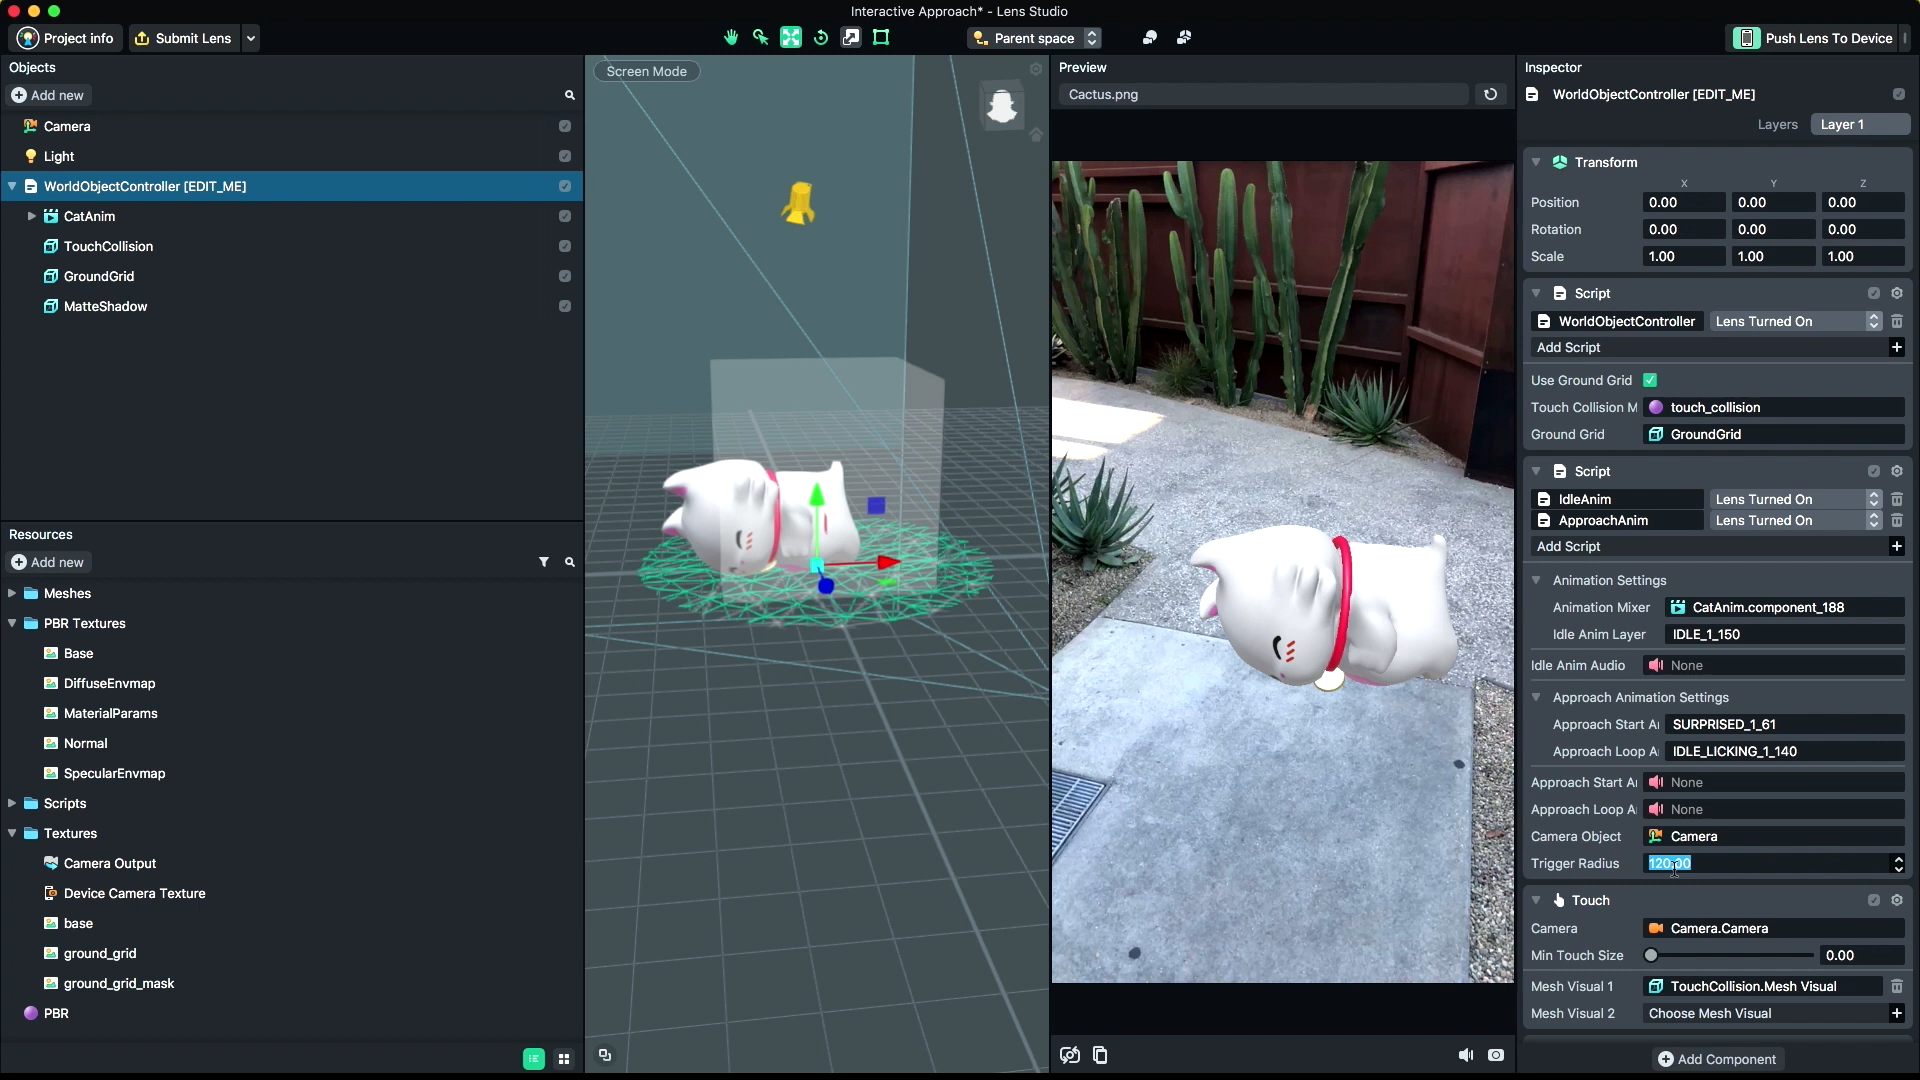 Interactive Approach* - Lens Studio
Project info
Submit Lens
Parent space
Push Lens To Device
Objects
Add new
Camera
Light
WorldObjectController [EDIT_ME]
CatAnim
TouchCollision
GroundGrid
MatteShadow
Resources
Add new
Meshes
PBR Textures
Base
DiffuseEnvmap
MaterialParams
Normal
SpecularEnvmap
Scripts
Textures
Camera Output
Device Camera Texture
base
ground_grid
ground_grid_mask
PBR
Screen Mode
Preview
Cactus.png
Inspector
WorldObjectController [EDIT_ME]
Layers Layer 1
Transform
X Y Z
Position 0.00 0.00 0.00
Rotation 0.00 0.00 0.00
Scale 1.00 1.00 1.00
Script
WorldObjectController Lens Turned On
Add Script
Use Ground Grid
Touch Collision M touch_collision
Ground Grid GroundGrid
Script
IdleAnim Lens Turned On
ApproachAnim Lens Turned On
Add Script
Animation Settings
Animation Mixer CatAnim.component_188
Idle Anim Layer IDLE_1_150
Idle Anim Audio None
Approach Animation Settings
Approach Start A SURPRISED_1_61
Approach Loop A IDLE_LICKING_1_140
Approach Start A None
Approach Loop A None
Camera Object Camera
Trigger Radius 120.00
Touch
Camera Camera.Camera
Min Touch Size 0.00
Mesh Visual 1 TouchCollision.Mesh Visual
Mesh Visual 2 Choose Mesh Visual
Add Component